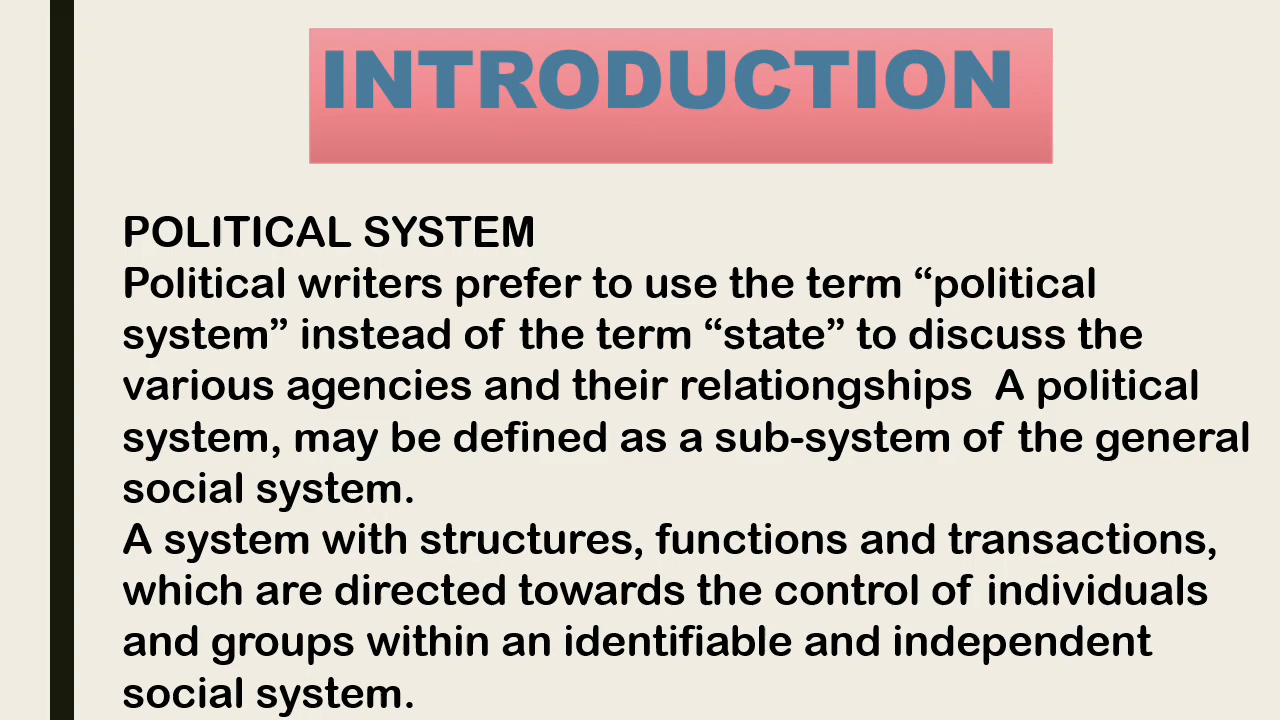 INTRODUCTION
POLITICAL SYSTEM
Political writers prefer to use the term “political
system” instead of the term “state” to discuss the
various agencies and their relationgships  A political
system, may be defined as a sub-system of the general
social system.
A system with structures, functions and transactions,
which are directed towards the control of individuals
and groups within an identifiable and independent
social system.